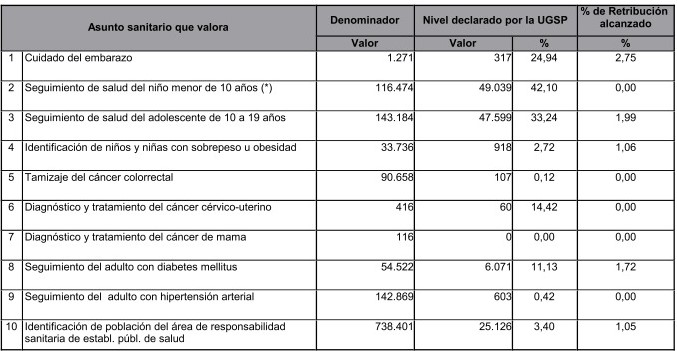 Asunto sanitario que valora Denominador Nivel declarado por la UGSP % de Retribución alcanzado
Valor Valor % %
1 Cuidado del embarazo 1.271 317 24,94 2,75
2 Seguimiento de salud del niño menor de 10 años (*) 116.474 49.039 42,10 0,00
3 Seguimiento de salud del adolescente de 10 a 19 años 143.184 47.599 33,24 1,99
4 Identificación de niños y niñas con sobrepeso u obesidad 33.736 918 2,72 1,06
5 Tamizaje del cáncer colorrectal 90.658 107 0,12 0,00
6 Diagnóstico y tratamiento del cáncer cérvico-uterino 416 60 14,42 0,00
7 Diagnóstico y tratamiento del cáncer de mama 116 0 0,00 0,00
8 Seguimiento del adulto con diabetes mellitus 54.522 6.071 11,13 1,72
9 Seguimiento del adulto con hipertensión arterial 142.869 603 0,42 0,00
10 Identificación de población del área de responsabilidad 738.401 25.126 3,40 1,05
sanitaria de establ. públ. de salud